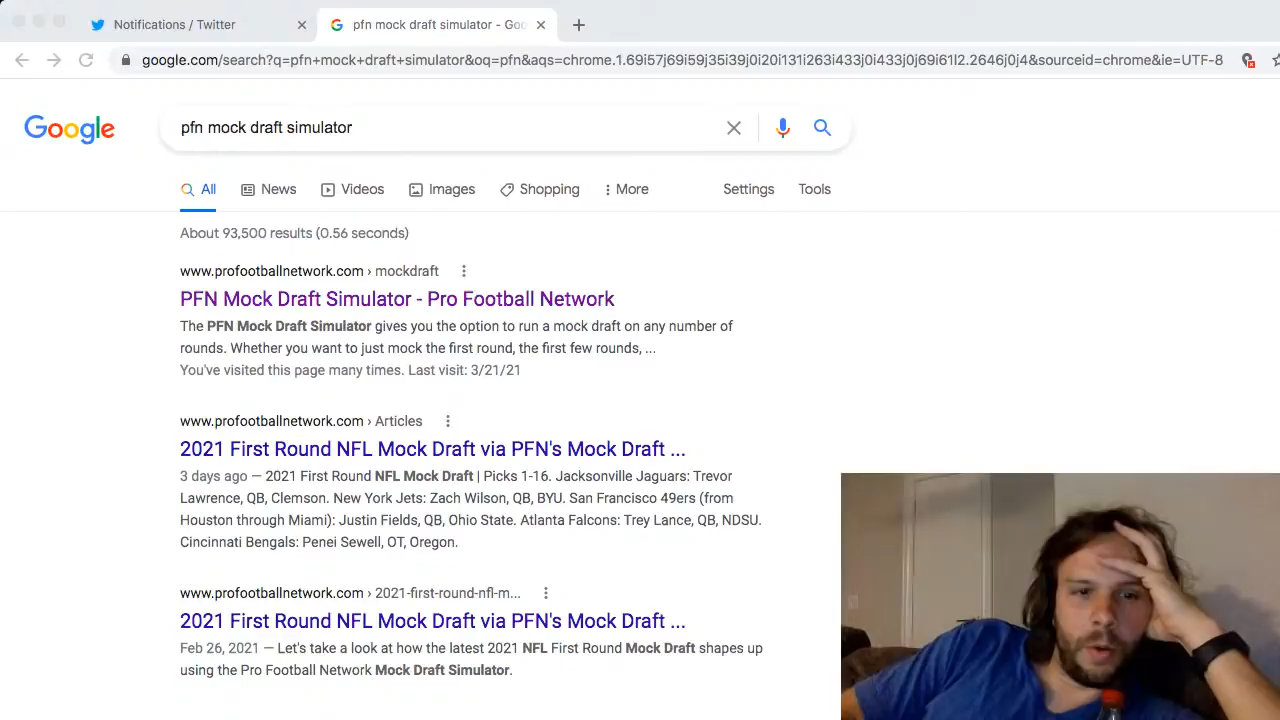 Notifications / Twitter
pfn mock draft simulator - Goo
google.com/search?q=pfn+mock+draft+simulator&oq=pfn&aqs=chrome.1.69i57j69i59j35i39j0i20i131i263i433j0i433j0j69i61l2.2646j0j4&sourceid=chrome&ie=UTF-8
Google
pfn mock draft simulator
All News Videos Images Shopping More Settings Tools
About 93,500 results (0.56 seconds)
www.profootballnetwork.com › mockdraft
PFN Mock Draft Simulator - Pro Football Network
The PFN Mock Draft Simulator gives you the option to run a mock draft on any number of
rounds. Whether you want to just mock the first round, the first few rounds, ...
You've visited this page many times. Last visit: 3/21/21
www.profootballnetwork.com › Articles
2021 First Round NFL Mock Draft via PFN's Mock Draft ...
3 days ago — 2021 First Round NFL Mock Draft | Picks 1-16. Jacksonville Jaguars: Trevor
Lawrence, QB, Clemson. New York Jets: Zach Wilson, QB, BYU. San Francisco 49ers (from
Houston through Miami): Justin Fields, QB, Ohio State. Atlanta Falcons: Trey Lance, QB, NDSU.
Cincinnati Bengals: Penei Sewell, OT, Oregon.
www.profootballnetwork.com › 2021-first-round-nfl-m...
2021 First Round NFL Mock Draft via PFN's Mock Draft ...
Feb 26, 2021 — Let's take a look at how the latest 2021 NFL First Round Mock Draft shapes up
using the Pro Football Network Mock Draft Simulator.